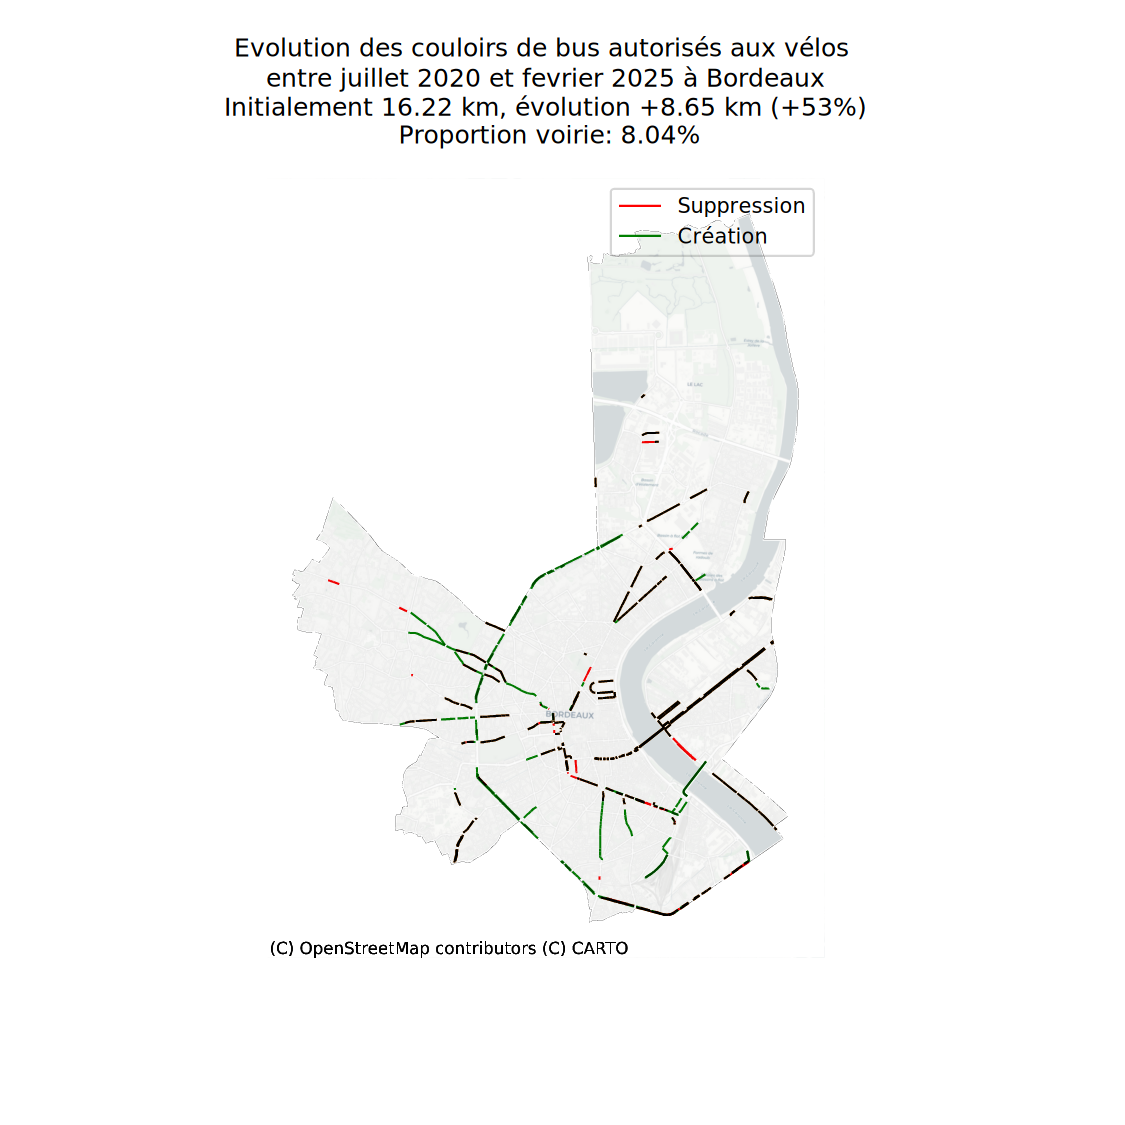 Evolution des couloirs de bus autorisés aux vélos
entre juillet 2020 et fevrier 2025 à Bordeaux
Initialement 16.22 km, évolution +8.65 km (+53%)
Proportion voirie: 8.04%
Suppression
Création
LE LAC
BORDEAUX
(C) OpenStreetMap contributors (C) CARTO